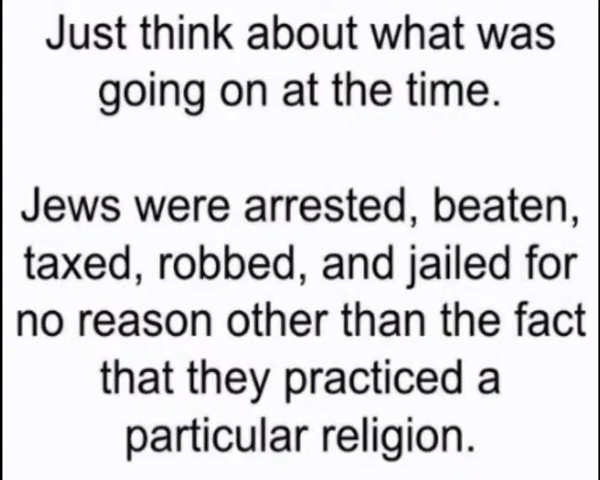 Just think about what was
going on at the time.
Jews were arrested, beaten,
taxed, robbed, and jailed for
no reason other than the fact
that they practiced a
particular religion.